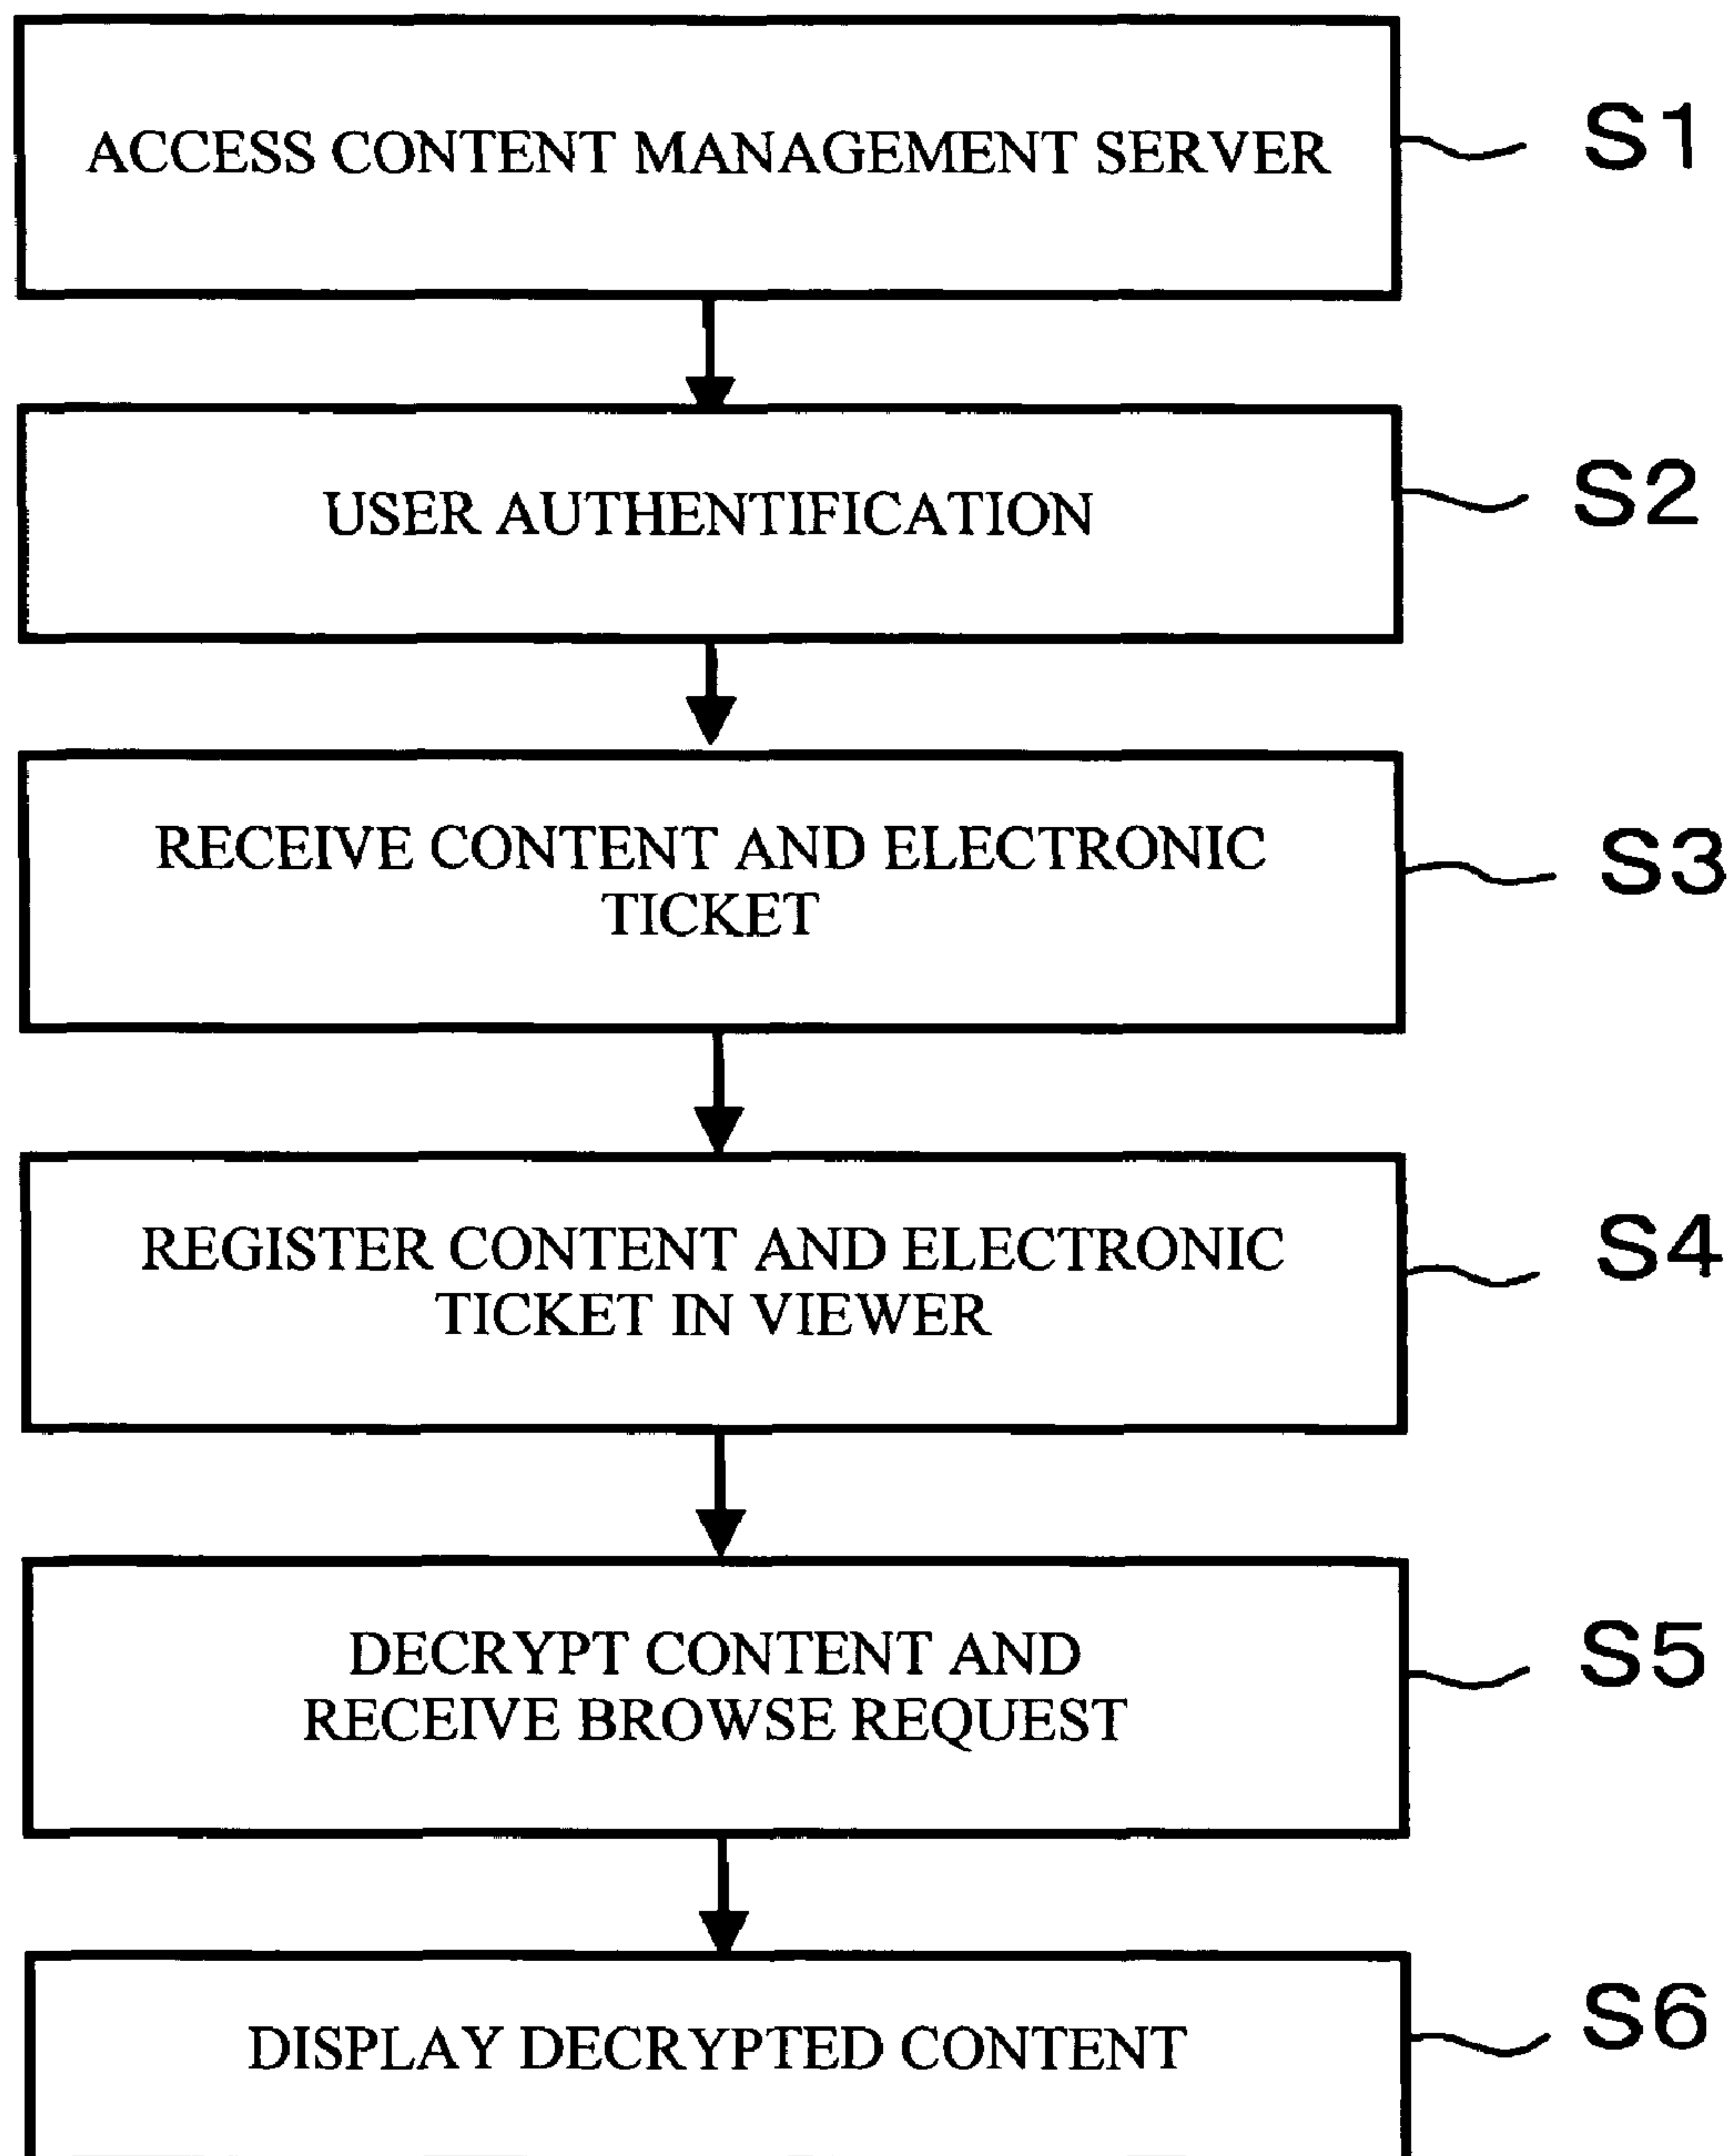 ACCESS CONTENT MANAGEMENT SERVER
S1
USER AUTHENTIFICATION
S2
RECEIVE CONTENT AND ELECTRONIC
TICKET
S3
REGISTER CONTENT AND ELECTRONIC
TICKET IN VIEWER
S4
DECRYPT CONTENT AND
RECEIVE BROWSE REQUEST
S5
DISPLAY DECRYPTED CONTENT
S6